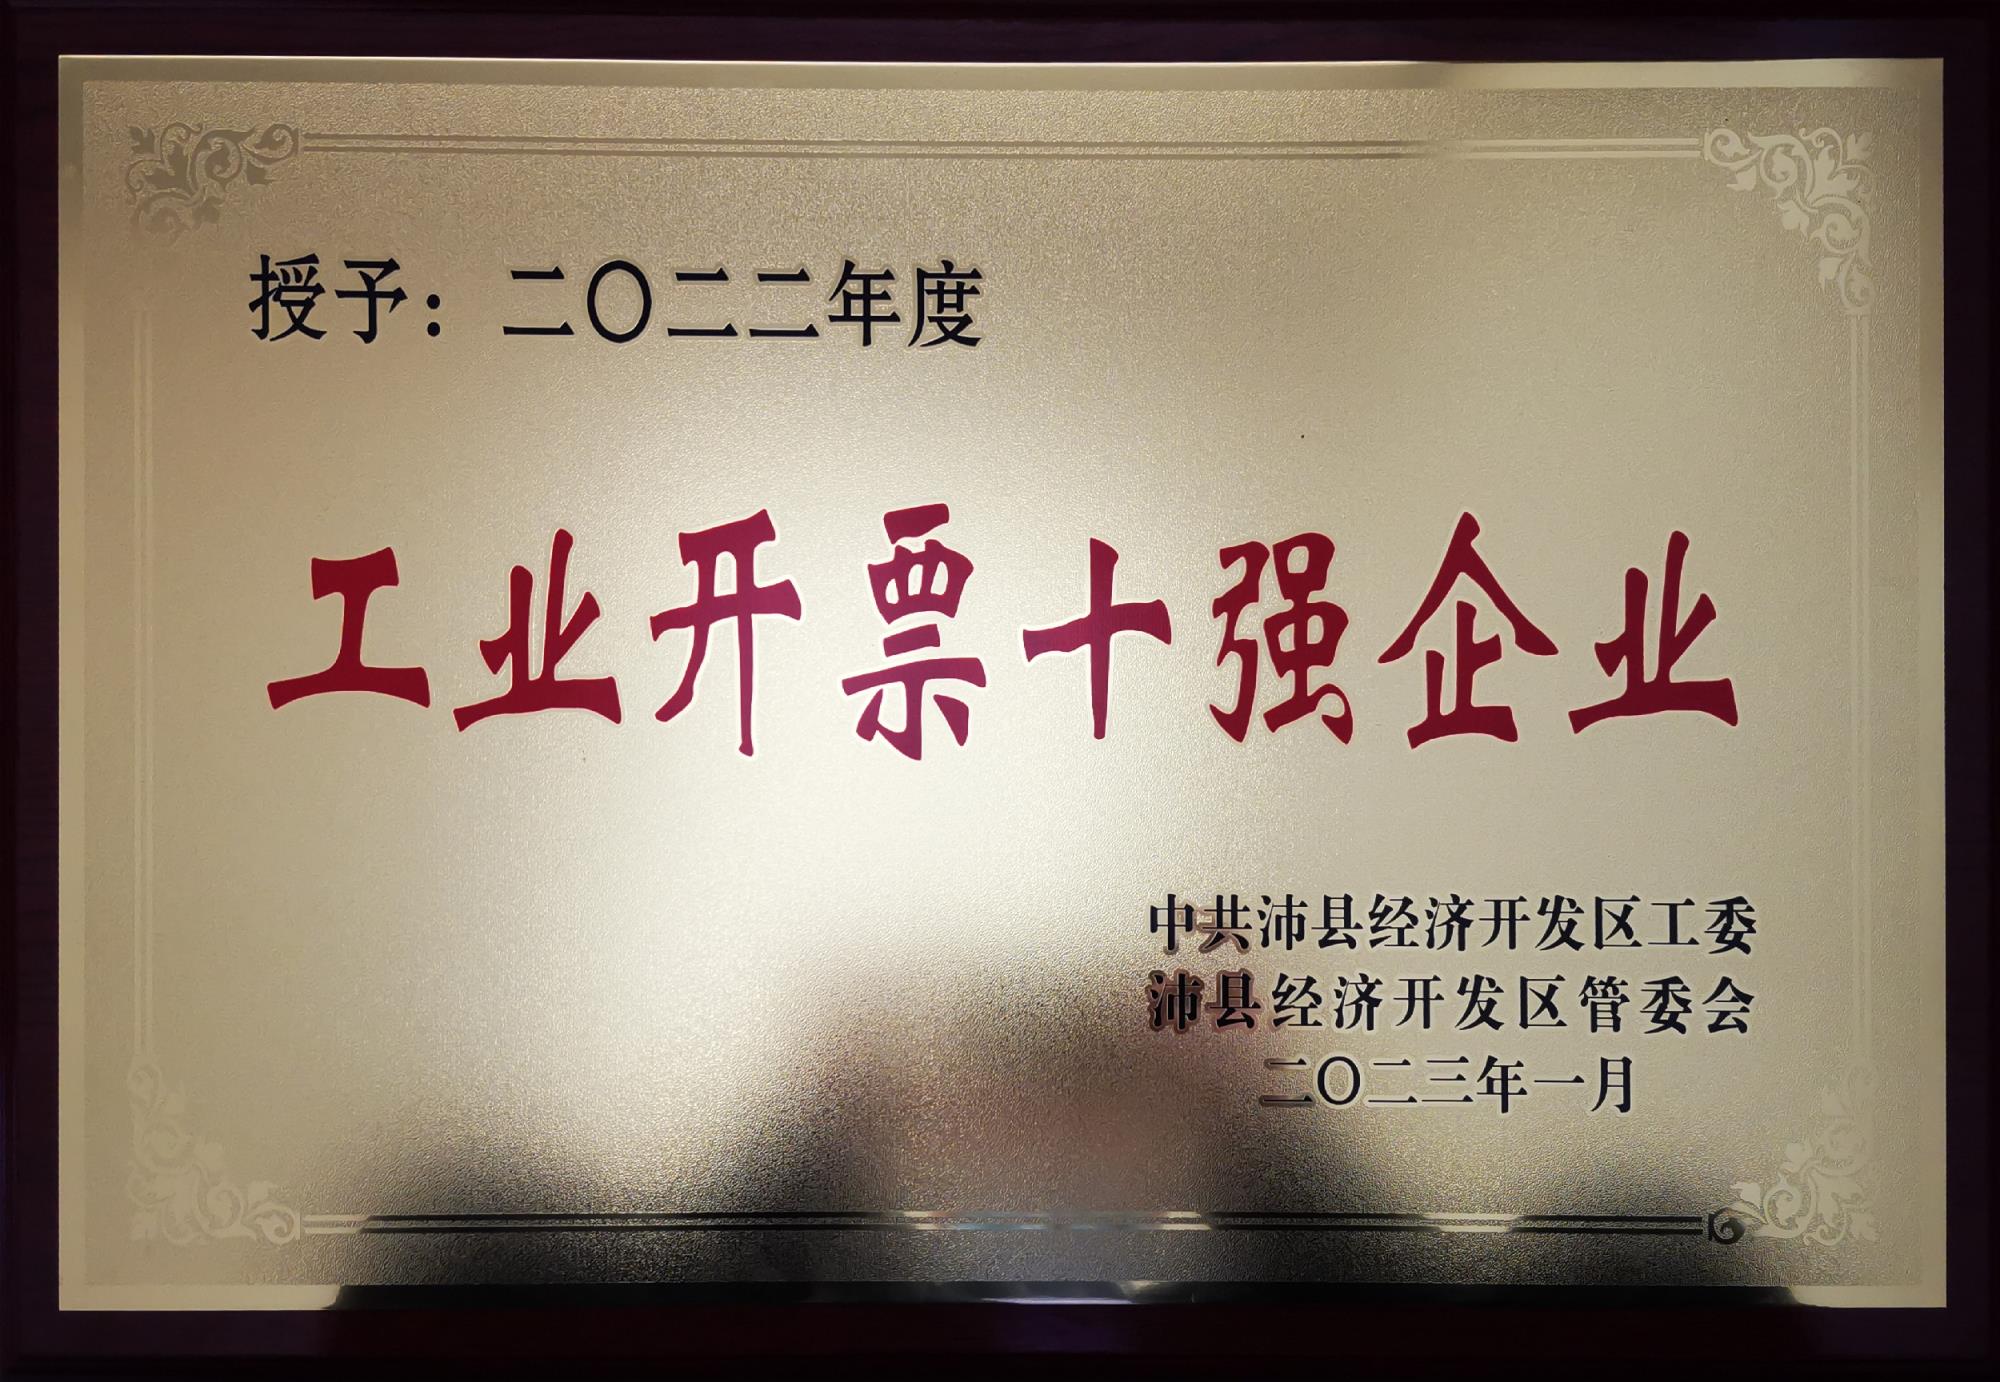 授予：二〇二二年度
工业开票十强企业
中共沛县经济开发区工委
沛县经济开发区管委会
二〇二三年一月